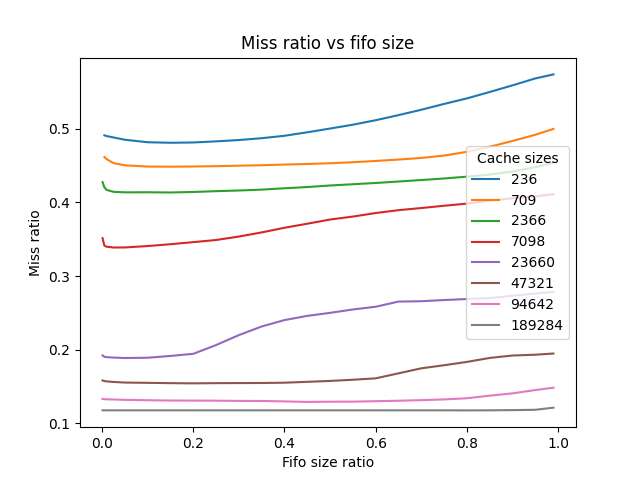 Miss ratio vs fifo size
Miss ratio
0.5
0.4
0.3
0.2
0.1
Cache sizes
236
709
2366
7098
23660
47321
94642
189284
0.0 0.2 0.4 0.6 0.8 1.0
Fifo size ratio